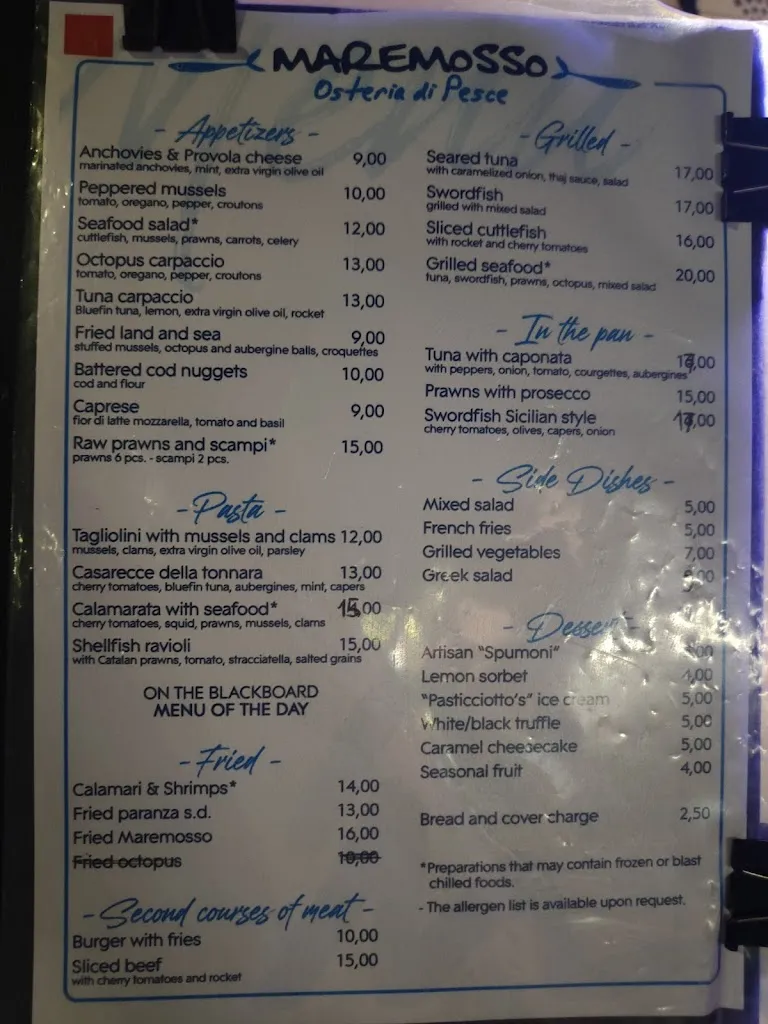 MAREMOSSO
Osteria di Pesce
- Appetizers -
Anchovies & Provola cheese 9,00
marinated anchovies, mint, extra virgin olive oil
Peppered mussels 10,00
tomato, oregano, pepper, croutons
Seafood salad* 12,00
cuttlefish, mussels, prawns, carrots, celery
Octopus carpaccio 13,00
tomato, oregano, pepper, croutons
Tuna carpaccio 13,00
Bluefin tuna, lemon, extra virgin olive oil, rocket
Fried land and sea 9,00
stuffed mussels, octopus and aubergine balls, croquettes
Battered cod nuggets 10,00
cod and flour
Caprese 9,00
fior di latte mozzarella, tomato and basil
Raw prawns and scampi* 15,00
prawns 6 pcs. - scampi 2 pcs.
- Pasta -
Tagliolini with mussels and clams 12,00
mussels, clams, extra virgin olive oil, parsley
Casarecce della tonnara 13,00
cherry tomatoes, bluefin tuna, aubergines, mint, capers
Calamarata with seafood* 15,00
cherry tomatoes, squid, prawns, mussels, clams
Shellfish ravioli 15,00
with Catalan prawns, tomato, stracciatella, salted grains
ON THE BLACKBOARD
MENU OF THE DAY
- Fried -
Calamari & Shrimps* 14,00
Fried paranza s.d. 13,00
Fried Maremosso 16,00
Fried octopus 10,00
- Second courses of meat -
Burger with fries 10,00
Sliced beef 15,00
with cherry tomatoes and rocket
- Grilled -
Seared tuna 17,00
with caramelized onion, thaj sauce, salad
Swordfish 17,00
grilled with mixed salad
Sliced cuttlefish 16,00
with rocket and cherry tomatoes
Grilled seafood* 20,00
tuna, swordfish, prawns, octopus, mixed salad
- In the pan -
Tuna with caponata 17,00
with peppers, onion, tomato, courgettes, aubergines
Prawns with prosecco 15,00
Swordfish Sicilian style 17,00
cherry tomatoes, olives, capers, onion
- Side Dishes -
Mixed salad 5,00
French fries 5,00
Grilled vegetables 7,00
Greek salad
- Dessert -
Artisan "Spumoni"
Lemon sorbet 4,00
"Pasticciotto's" ice cream 5,00
White/black truffle 5,00
Caramel cheesecake 5,00
Seasonal fruit 4,00
Bread and cover charge 2,50
*Preparations that may contain frozen or blast
chilled foods.
- The allergen list is available upon request.